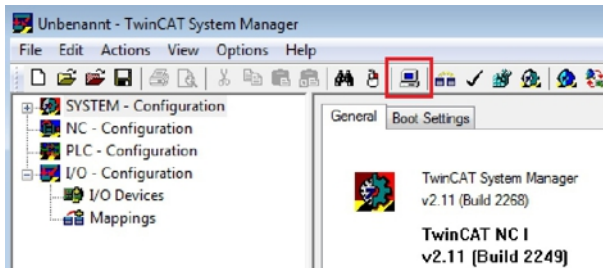 Unbenannt - TwinCAT System Manager
File Edit Actions View Options Help
SYSTEM - Configuration
NC - Configuration
PLC - Configuration
I/O - Configuration
I/O Devices
Mappings
General Boot Settings
TwinCAT System Manager
v2.11 (Build 2268)
TwinCAT NC I
v2.11 (Build 2249)